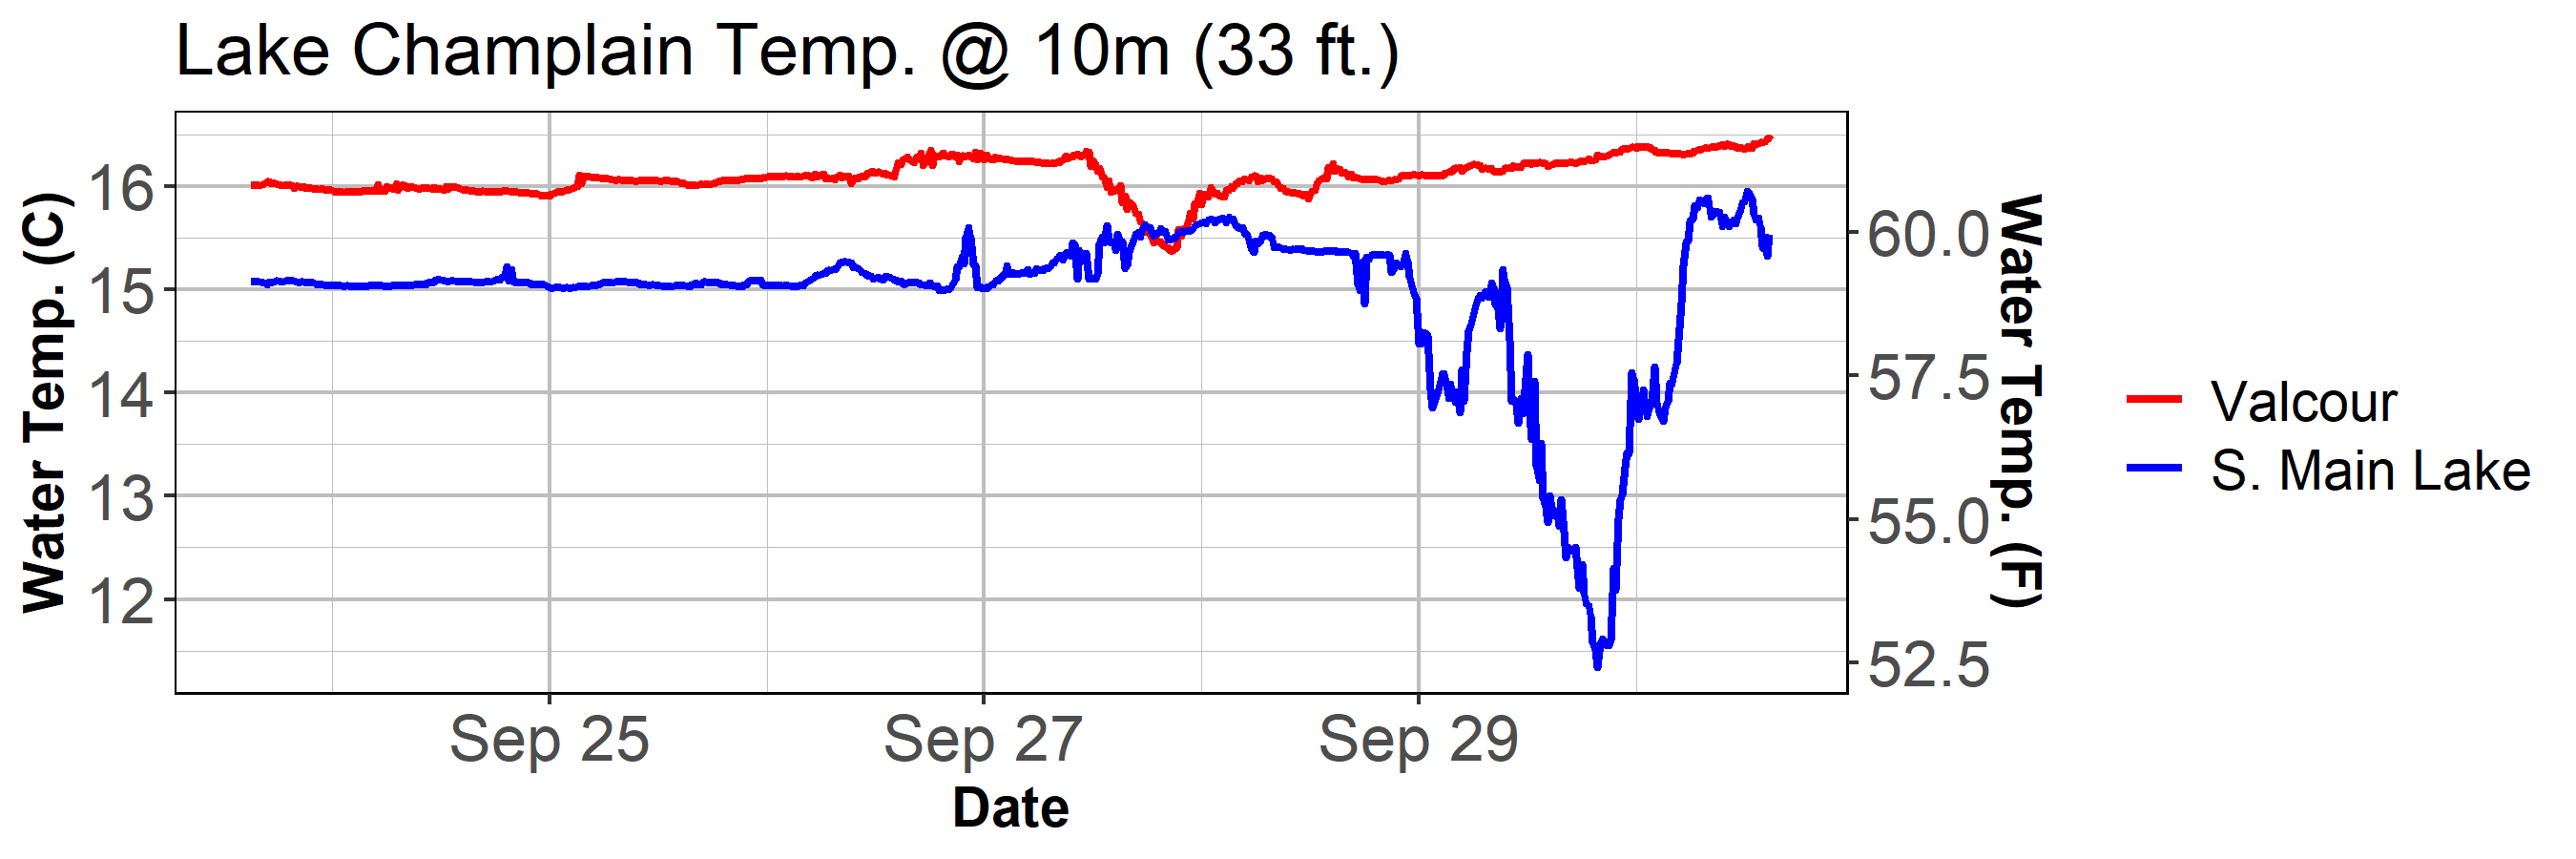 Lake Champlain Temp. @ 10m (33 ft.)
Water Temp. (C)
16
15
14
13
12
60.0
57.5
55.0
52.5
Water Temp. (F)
Sep 25
Sep 27
Sep 29
Date
Valcour
S. Main Lake